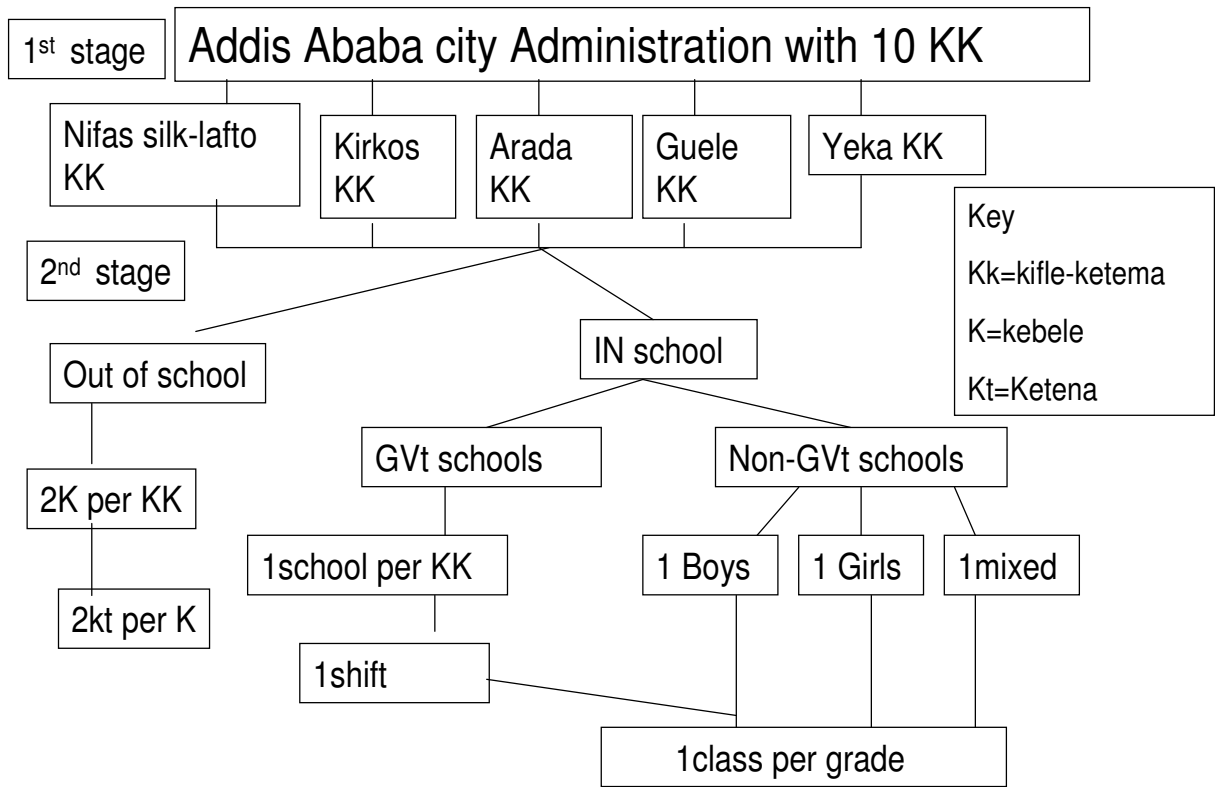 1st stage
Addis Ababa city Administration with 10 KK
Nifas silk-lafto
KK
Kirkos
KK
Arada
KK
Guele
KK
Yeka KK
Key
Kk=kifle-ketema
K=kebele
Kt=Ketena
2nd stage
Out of school
IN school
GVt schools
Non-GVt schools
2K per KK
1school per KK
1 Boys
1 Girls
1mixed
2kt per K
1shift
1class per grade